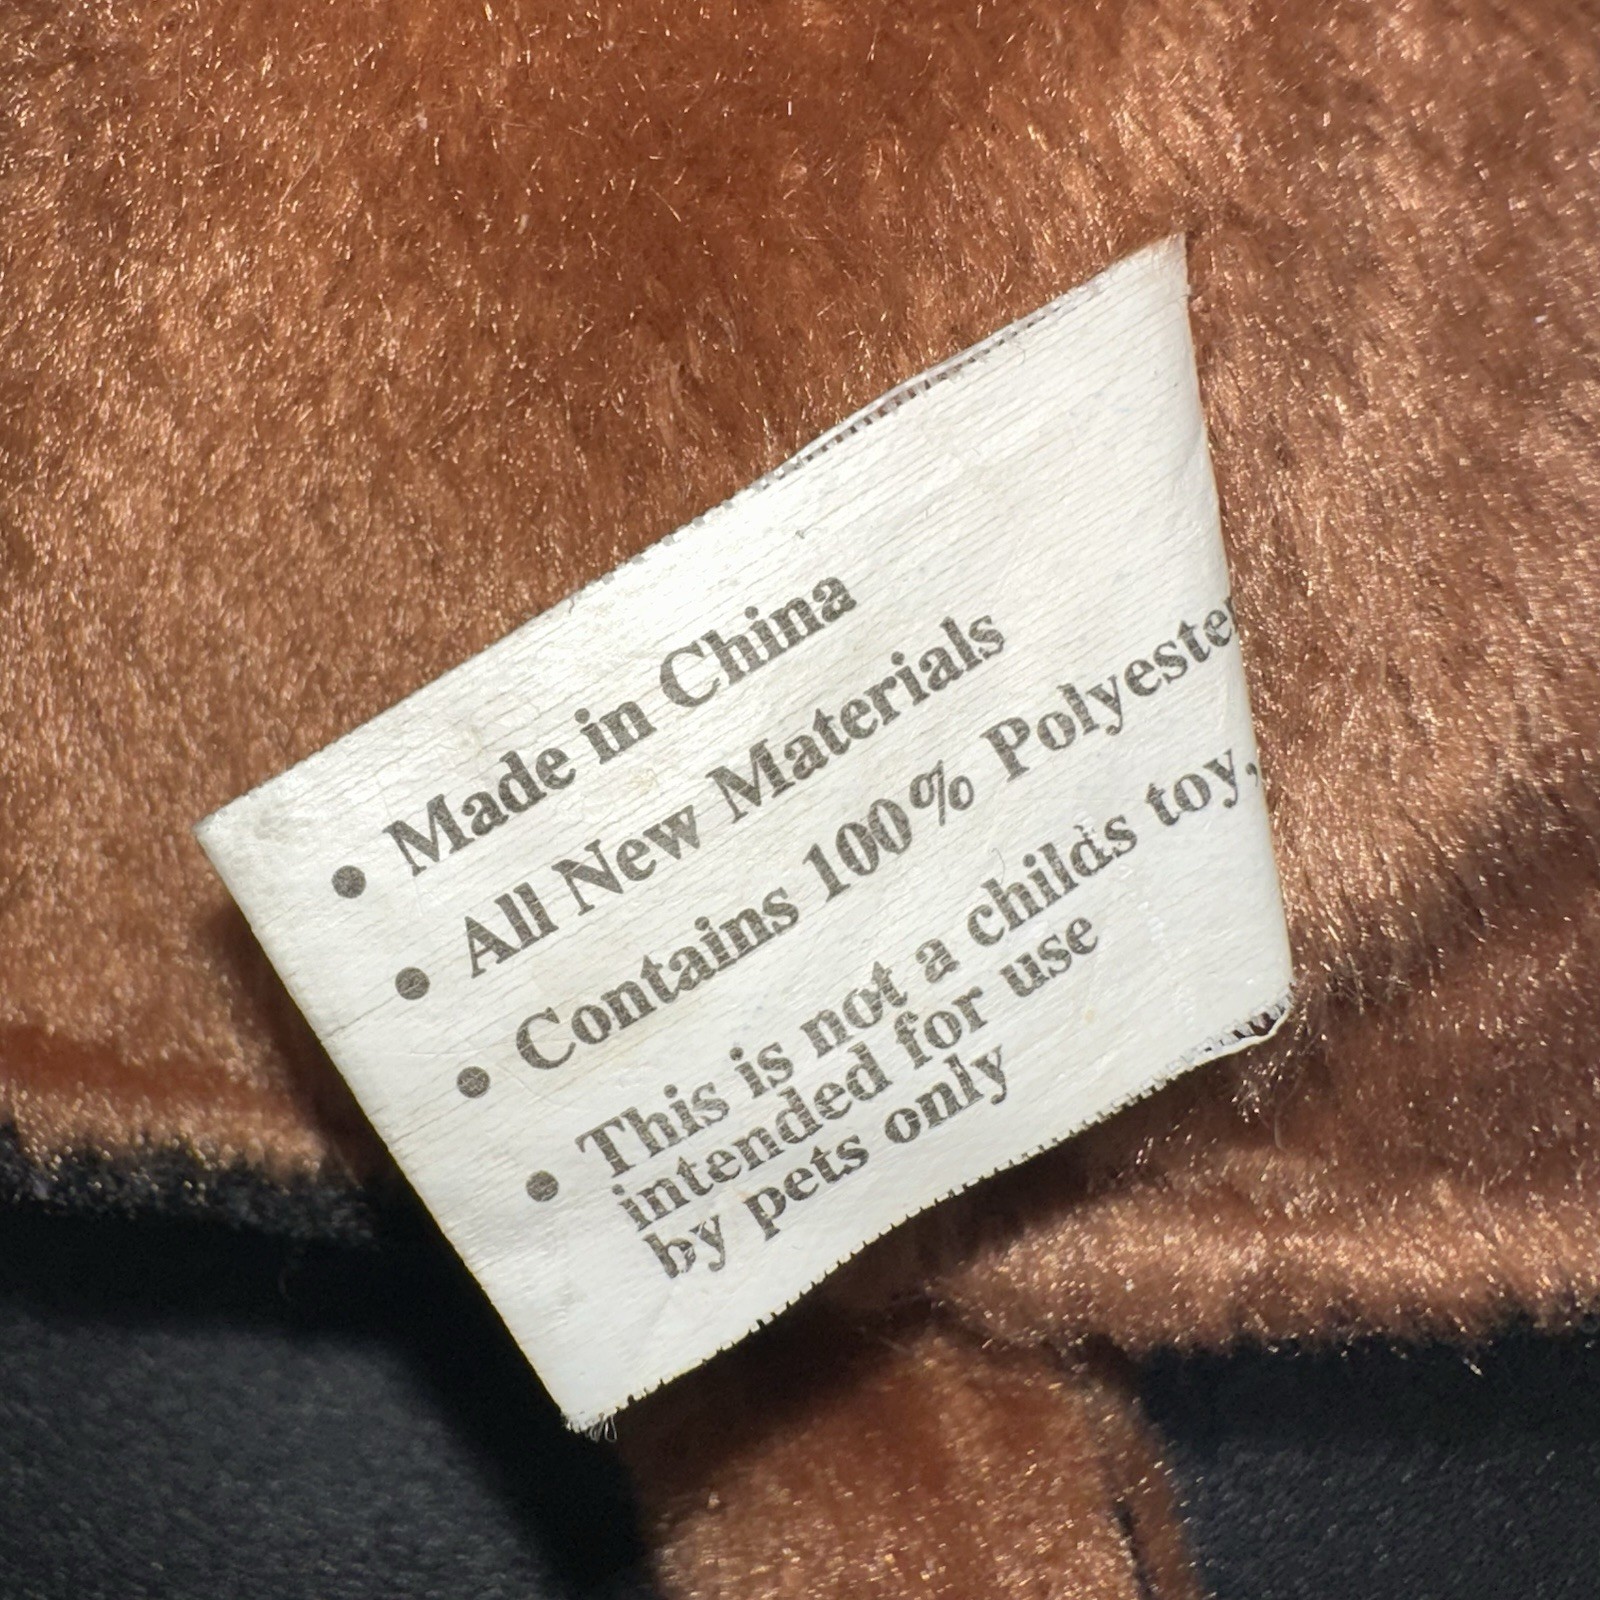 • Made in China
• All New Materials
• Contains 100% Polyester
• This is not a childs toy,
intended for use
by pets only